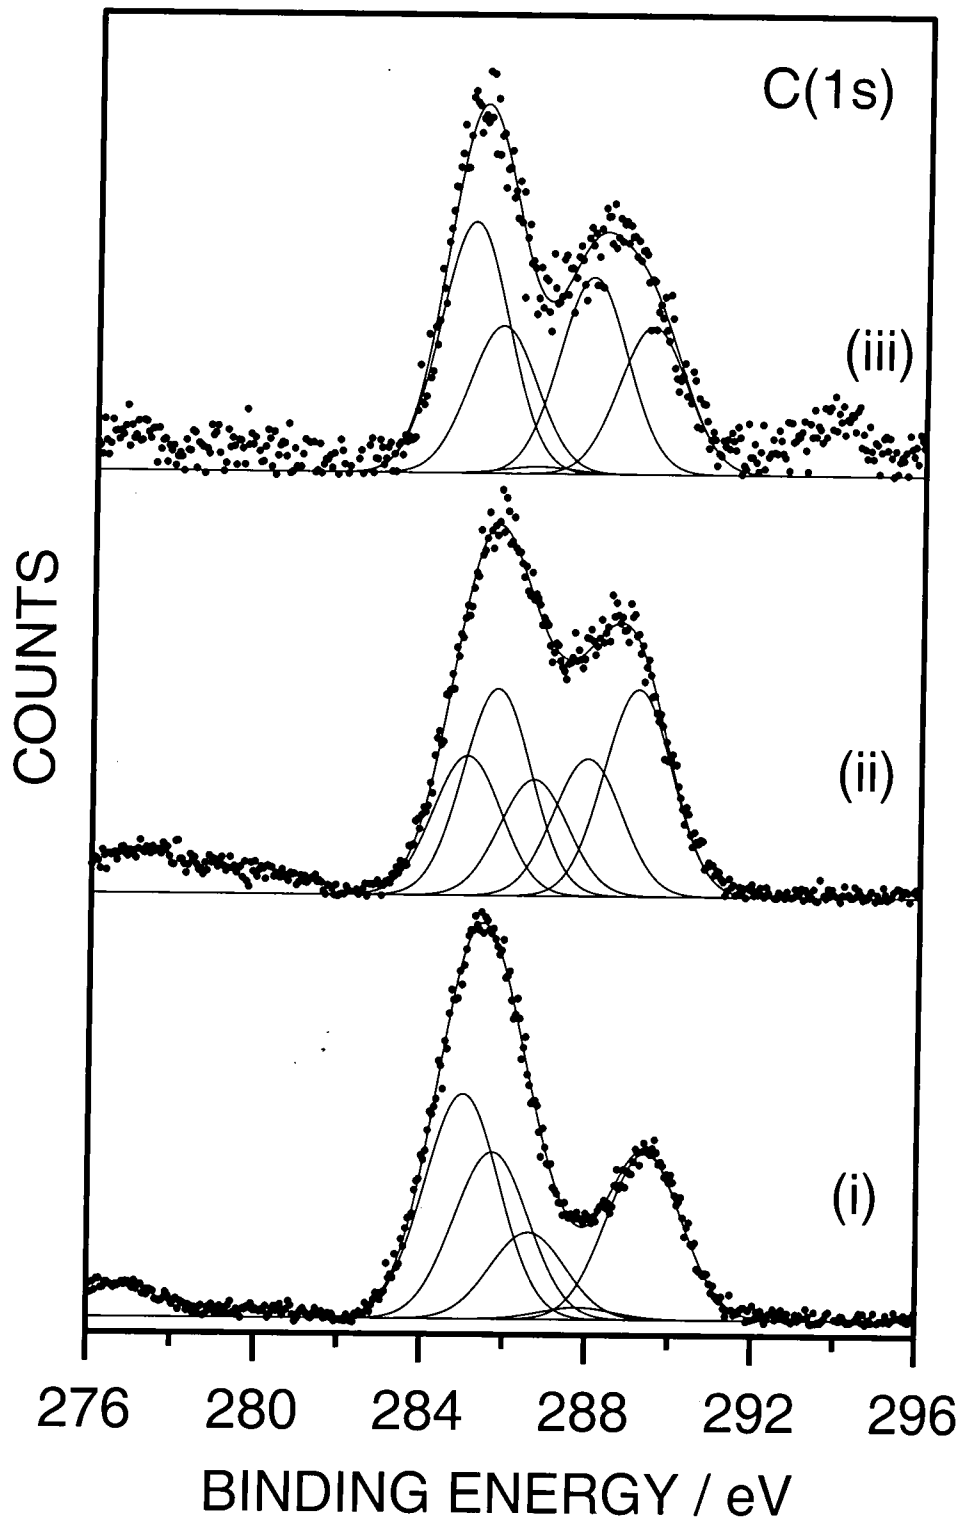 C(1s)
(iii)
(ii)
(i)
COUNTS
276 280 284 288 292 296
BINDING ENERGY / eV